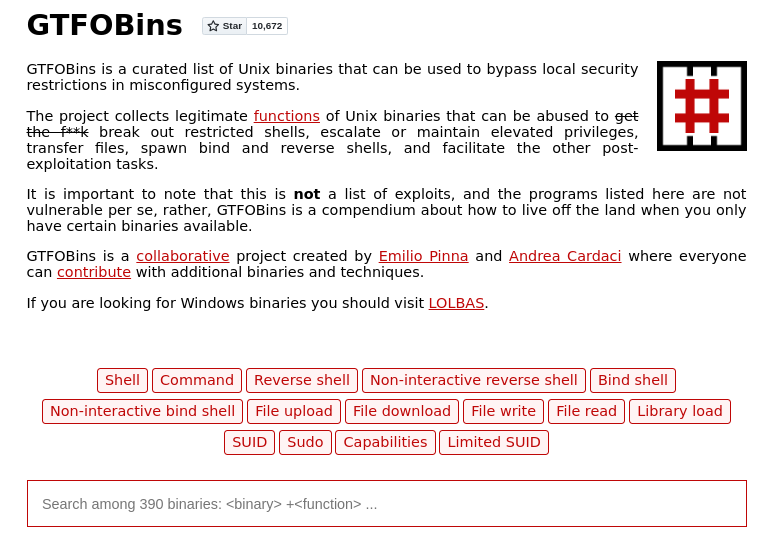 GTFOBins
Star 10,672
GTFOBins is a curated list of Unix binaries that can be used to bypass local security
restrictions in misconfigured systems.
The project collects legitimate functions of Unix binaries that can be abused to get
the f**k break out restricted shells, escalate or maintain elevated privileges,
transfer files, spawn bind and reverse shells, and facilitate the other post-
exploitation tasks.
It is important to note that this is not a list of exploits, and the programs listed here are not
vulnerable per se, rather, GTFOBins is a compendium about how to live off the land when you only
have certain binaries available.
GTFOBins is a collaborative project created by Emilio Pinna and Andrea Cardaci where everyone
can contribute with additional binaries and techniques.
If you are looking for Windows binaries you should visit LOLBAS.
Shell Command Reverse shell Non-interactive reverse shell Bind shell
Non-interactive bind shell File upload File download File write File read Library load
SUID Sudo Capabilities Limited SUID
Search among 390 binaries: <binary> +<function> ...